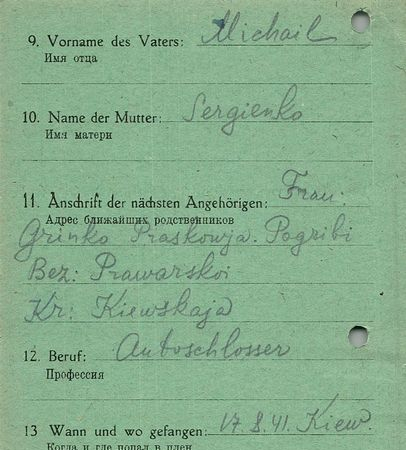 9. Vorname des Vaters: Michail
Имя отца
10. Name der Mutter: Sergienko
Имя матери
11. Anschrift der nächsten Angehörigen: Frau:
Адрес ближайших родственников
Grinko Praskowja. Pogribi
Bez: Prawarskoi
Kr: Kiewskaja
12. Beruf: Autoschlosser
Профессия
13 Wann und wo gefangen: 17.8.41. Kiew.
Когда и где попал в плен